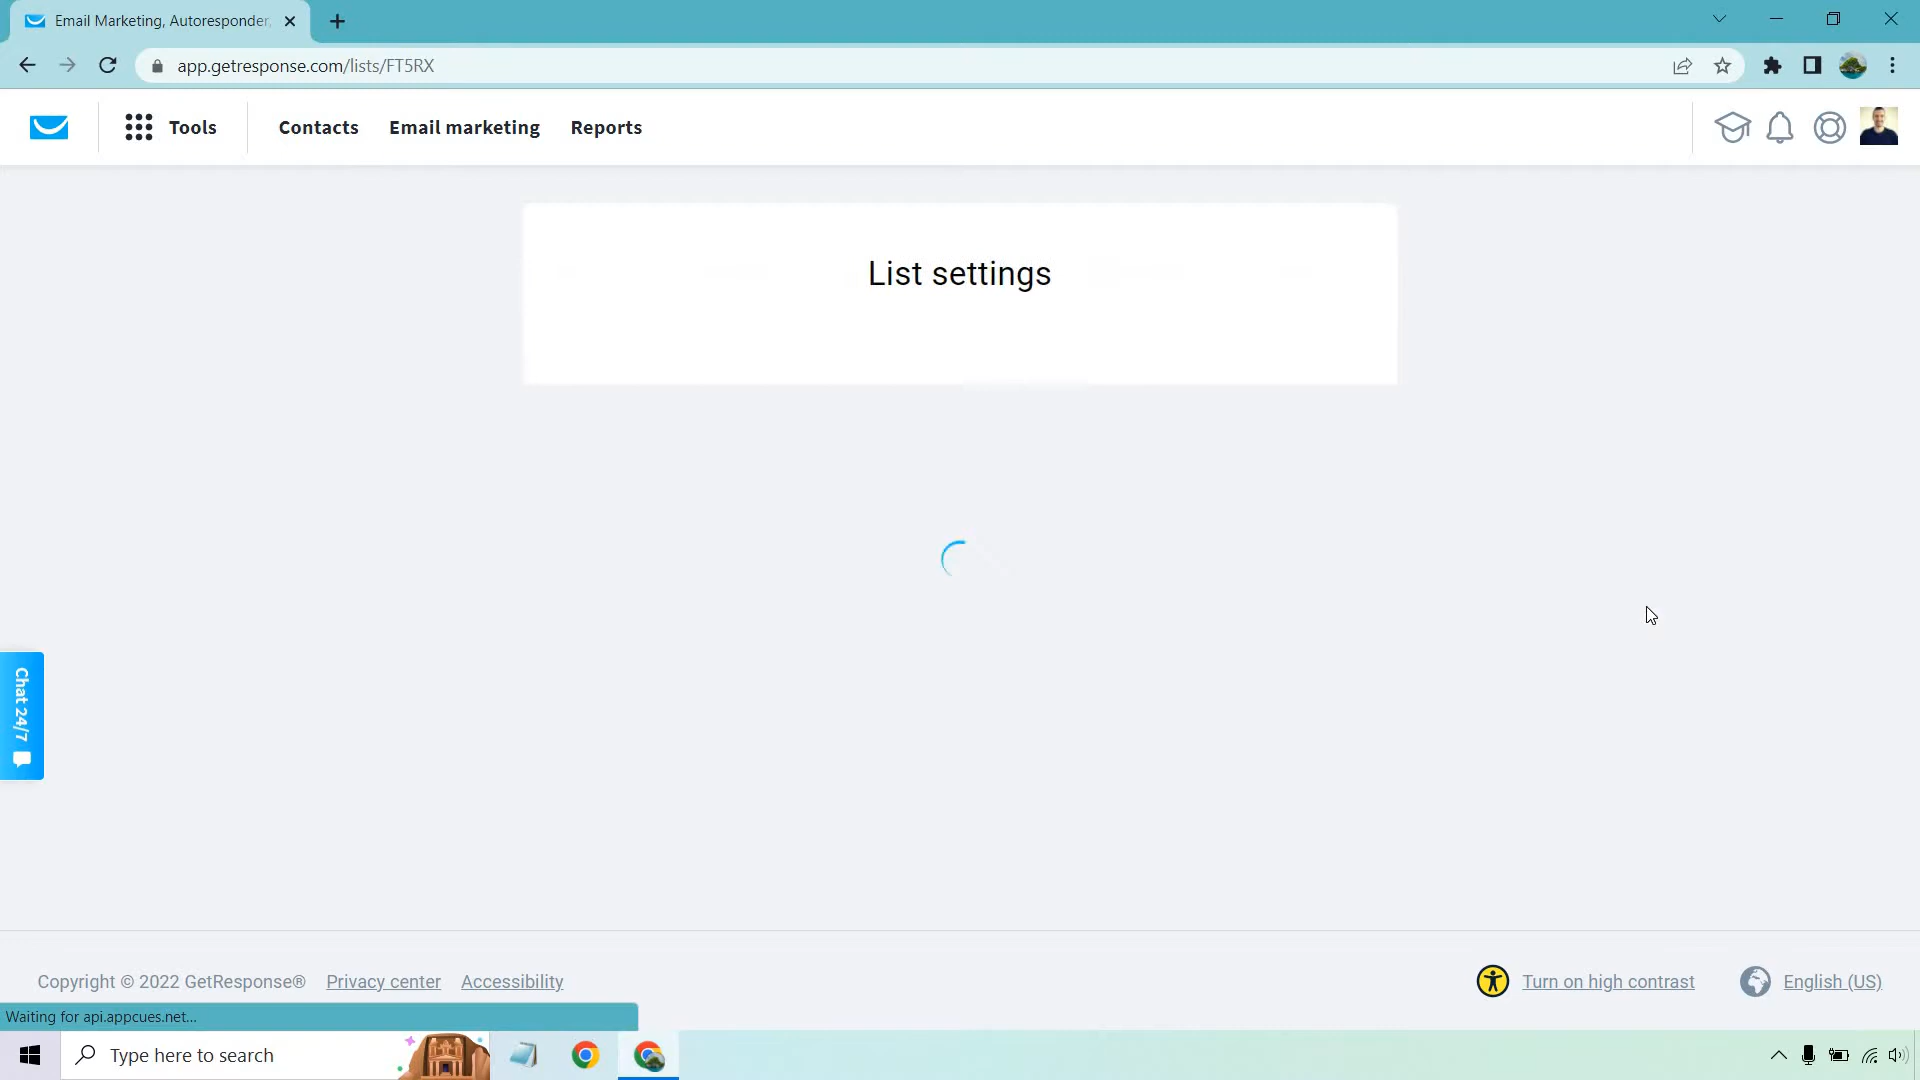 Email Marketing, Autoresponder,
app.getresponse.com/lists/FT5RX
Tools
Contacts
Email marketing
Reports
List settings
Chat 24/7
Copyright © 2022 GetResponse®
Privacy center
Accessibility
Turn on high contrast
English (US)
Waiting for api.appcues.net...
Type here to search